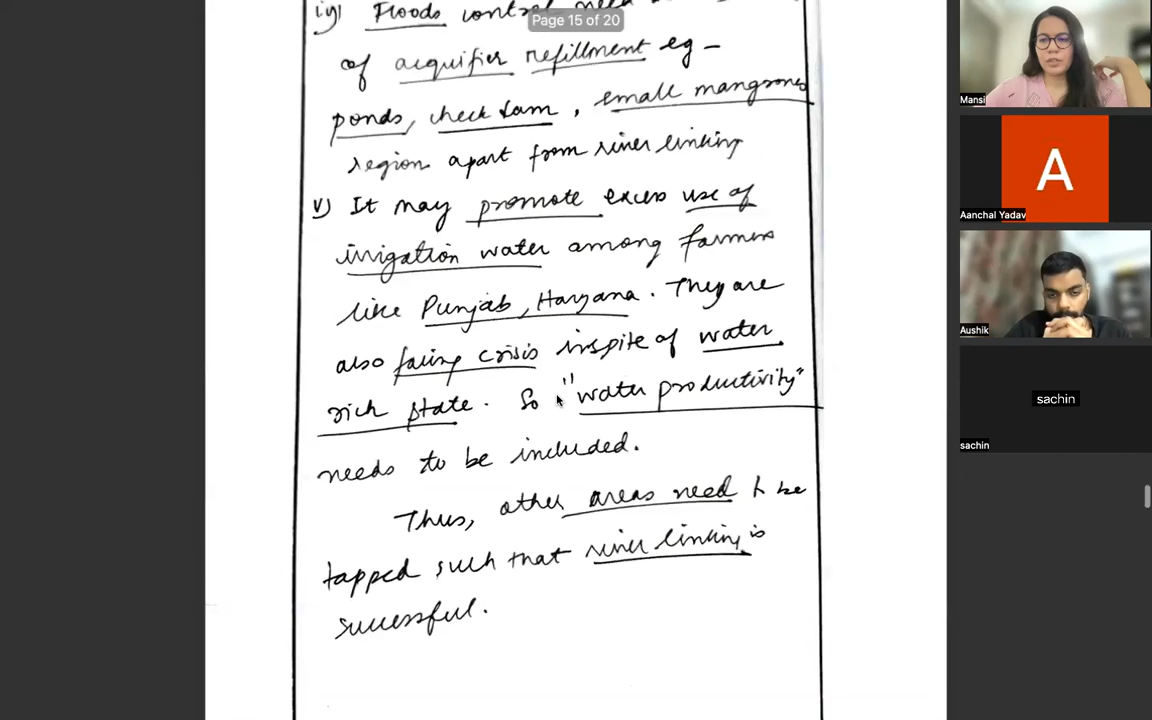 iv) Floods control need
Page 15 of 20
of acquifier refillment eg -
ponds, check dam, small mangroves
region apart from river linking
v) It may promote excess use of
irrigation water among farmers
like Punjab, Haryana. They are
also facing crisis inspite of water
rich state. So "water productivity"
needs to be included.
Thus, other areas need to be
tapped such that river linking is
successful.
Mansi
A
Aanchal Yadav
Aushik
sachin
sachin